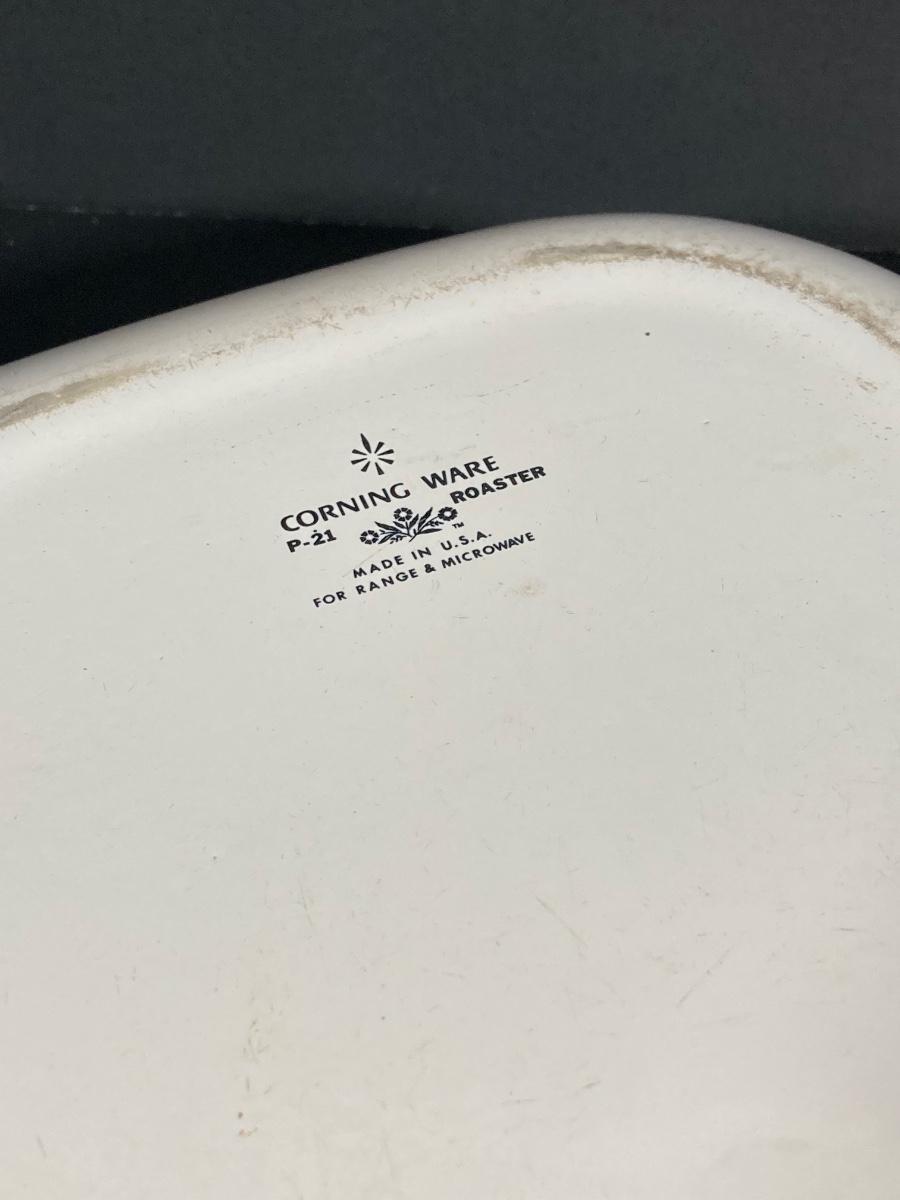 CORNING WARE
P-21 ROASTER
™
MADE IN U.S.A.
FOR RANGE & MICROWAVE